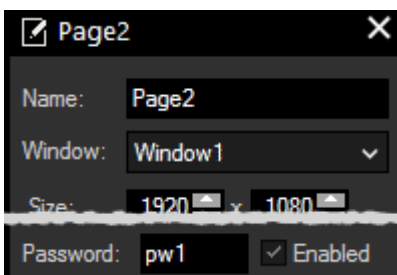 Page2
Name: Page2
Window: Window1
Size: 1920 x 1080
Password: pw1 Enabled